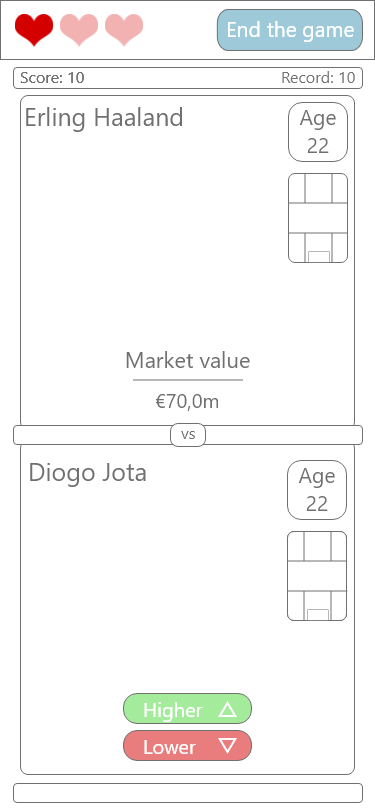 End the game
Score: 10
Record: 10
Erling Haaland
Age
22
Market value
€70,0m
vs
Diogo Jota
Age
22
Higher
Lower